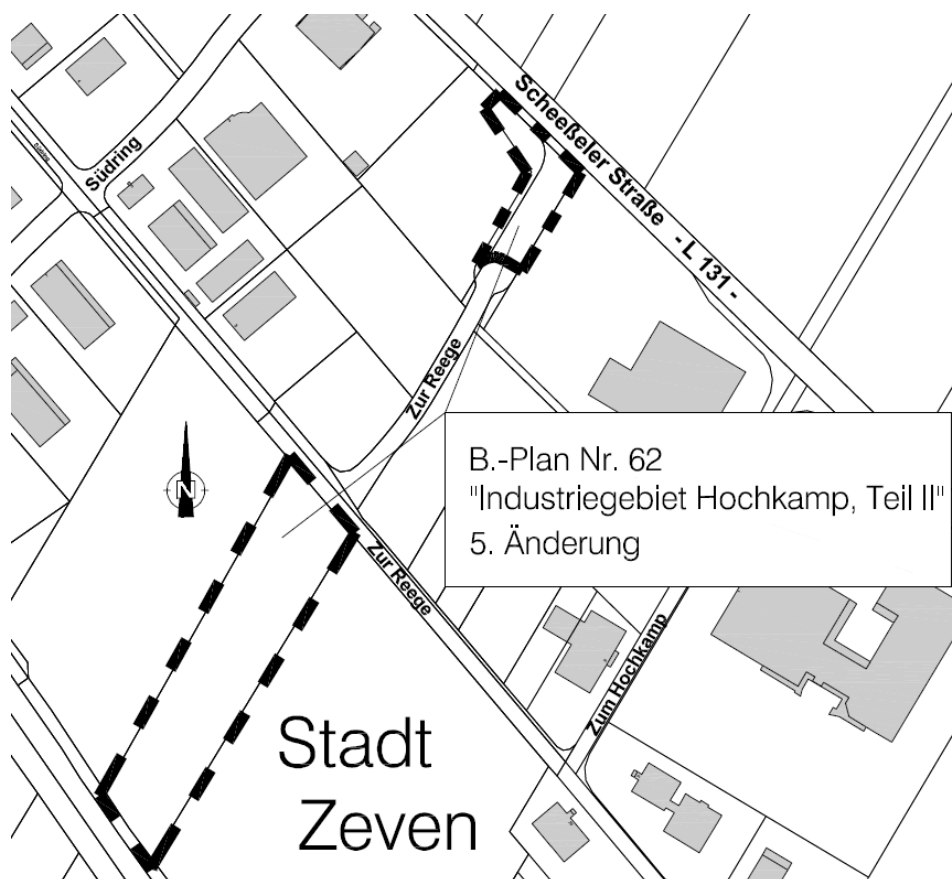 Scheeßeler Straße - L 131 -
Südring
Zur Reege
B.-Plan Nr. 62
"Industriegebiet Hochkamp, Teil II"
5. Änderung
N
Zur Reege
Zum Hochkamp
Stadt
Zeven